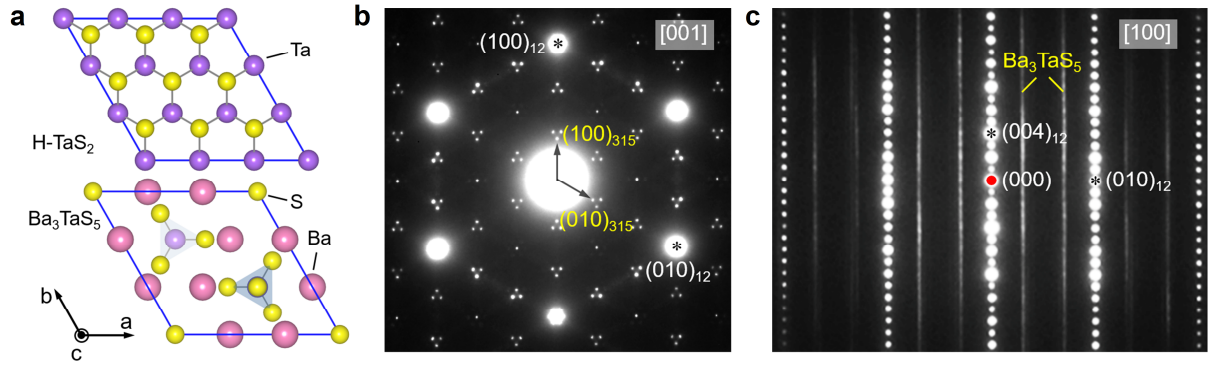 a
Ta
H-TaS₂
Ba₃TaS₅
S
Ba
b
a
c
b
[001]
(100)₁₂
*
(100)₃₁₅
(010)₃₁₅
*
(010)₁₂
c
[100]
Ba₃TaS₅
* (004)₁₂
(000)
* (010)₁₂